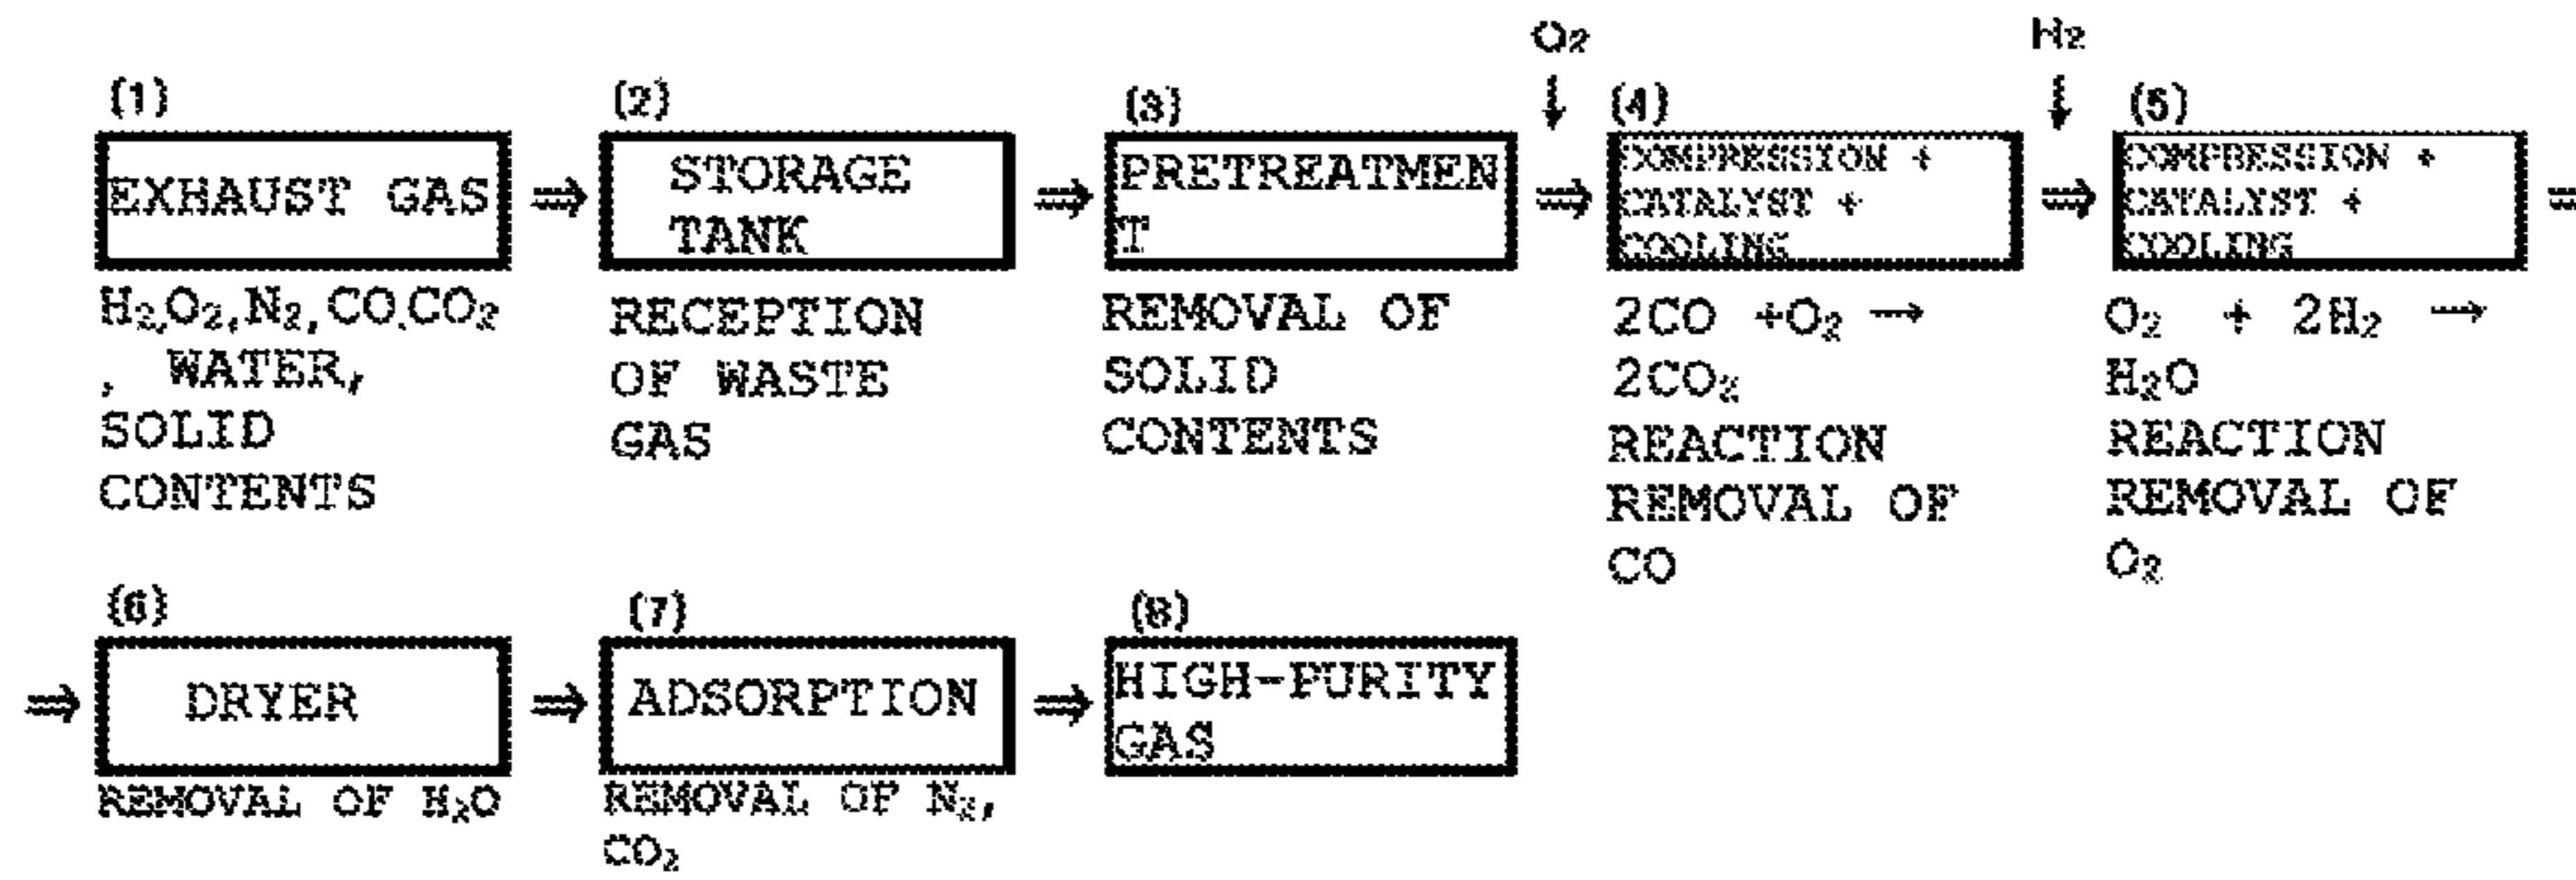 O₂ H₂
(1) (2) (3) (4) (5)
EXHAUST GAS
STORAGE
TANK
PRETREATMEN
T
COMPRESSION +
CATALYST +
COOLING
COMPRESSION +
CATALYST +
COOLING
H₂,O₂,N₂,CO,CO₂
, WATER,
SOLID
CONTENTS
RECEPTION
OF WASTE
GAS
REMOVAL OF
SOLID
CONTENTS
2CO +O₂ →
2CO₂
REACTION
REMOVAL OF
CO
O₂ + 2H₂ →
H₂O
REACTION
REMOVAL OF
O₂
(6) (7) (8)
DRYER
ADSORPTION
HIGH-PURITY
GAS
REMOVAL OF H₂O
REMOVAL OF N₂,
CO₂